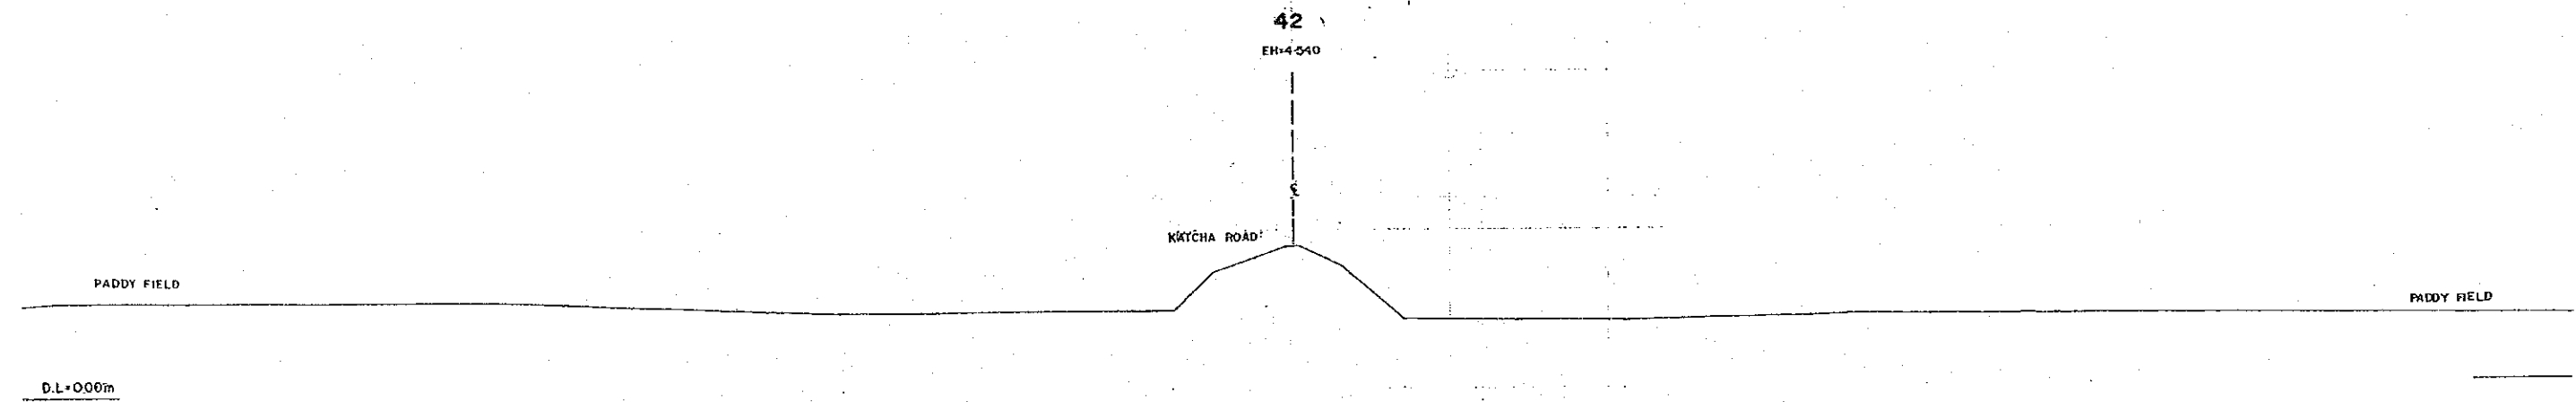 42
EH=4.540
℄
KATCHA ROAD
PADDY FIELD
PADDY FIELD
D.L=0.00m